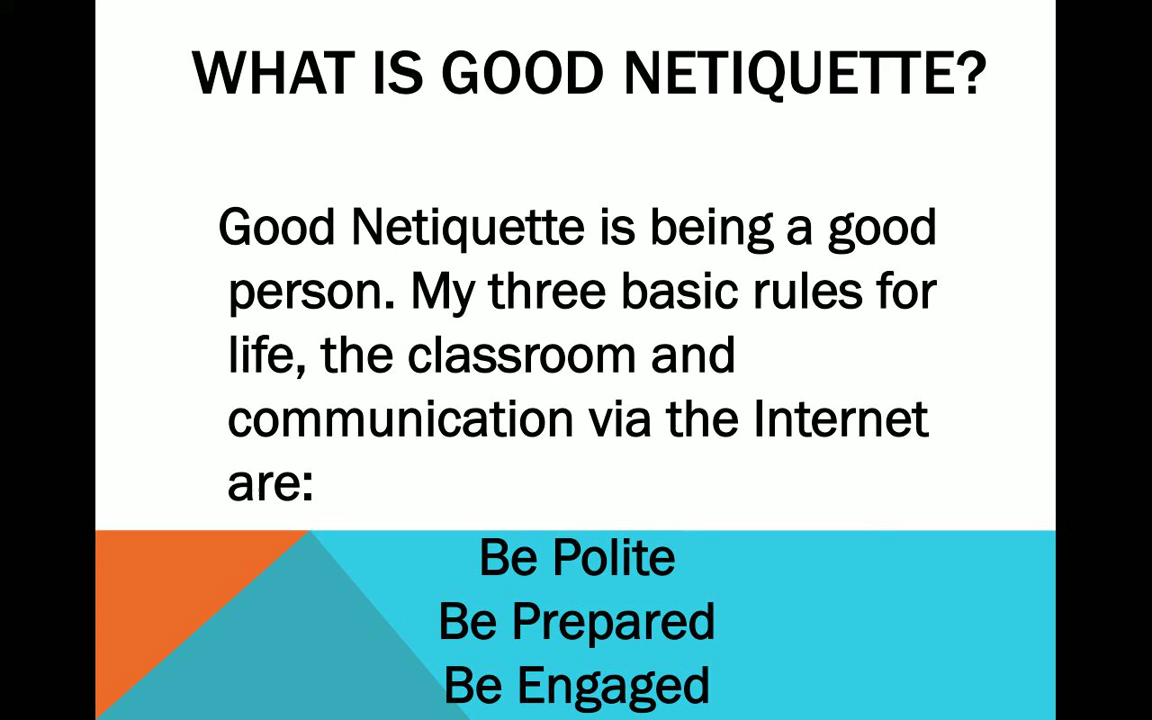 WHAT IS GOOD NETIQUETTE?
Good Netiquette is being a good
person. My three basic rules for
life, the classroom and
communication via the Internet
are:
Be Polite
Be Prepared
Be Engaged